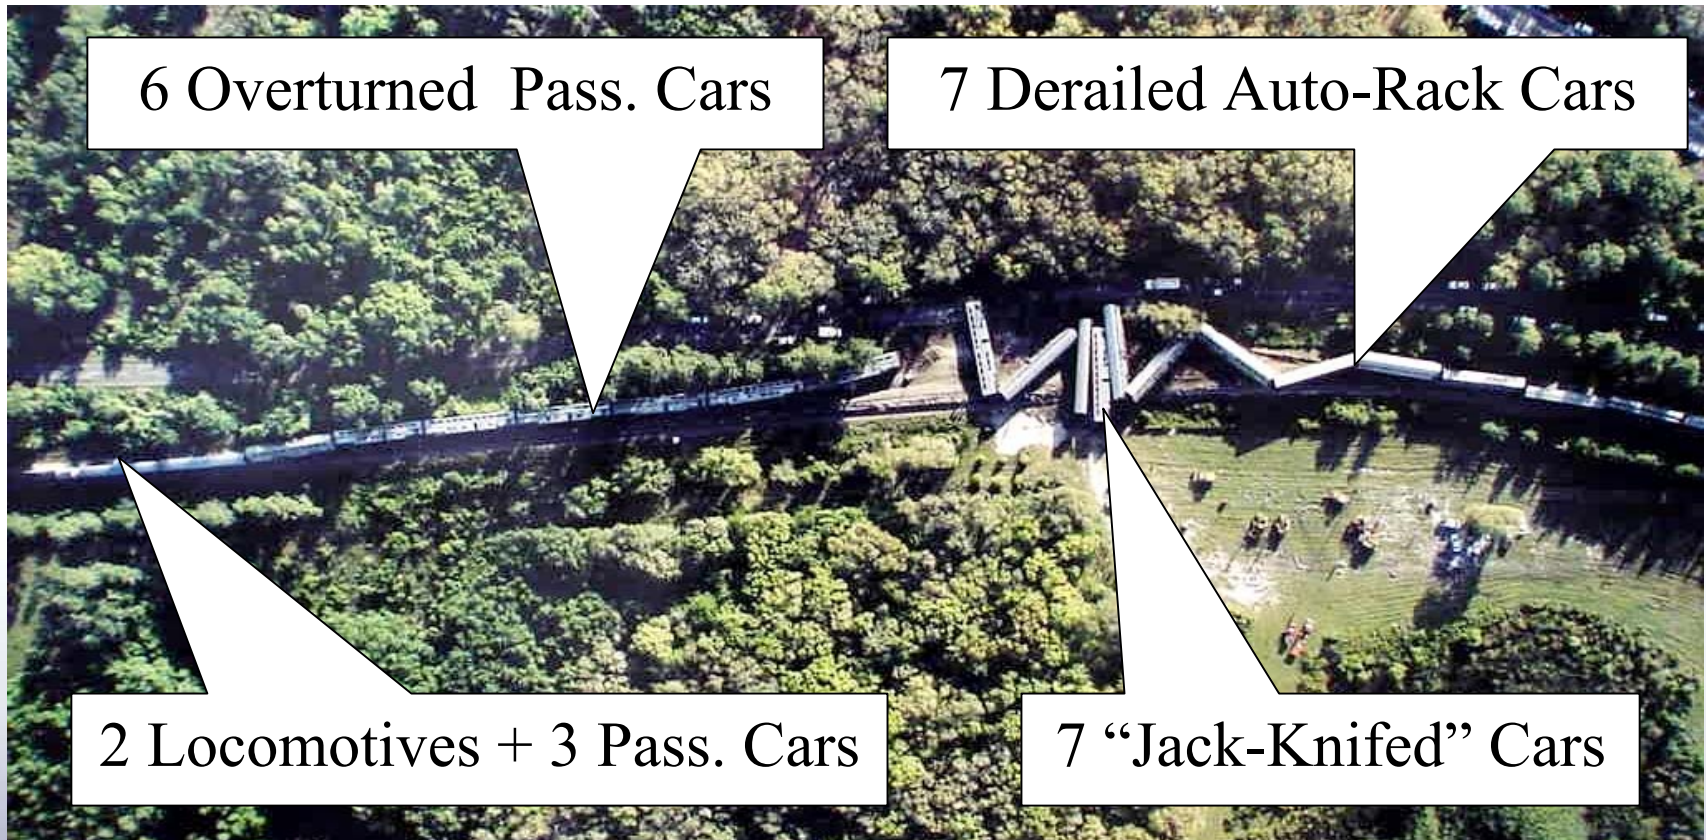 6 Overturned Pass. Cars
7 Derailed Auto-Rack Cars
2 Locomotives + 3 Pass. Cars
7 “Jack-Knifed” Cars